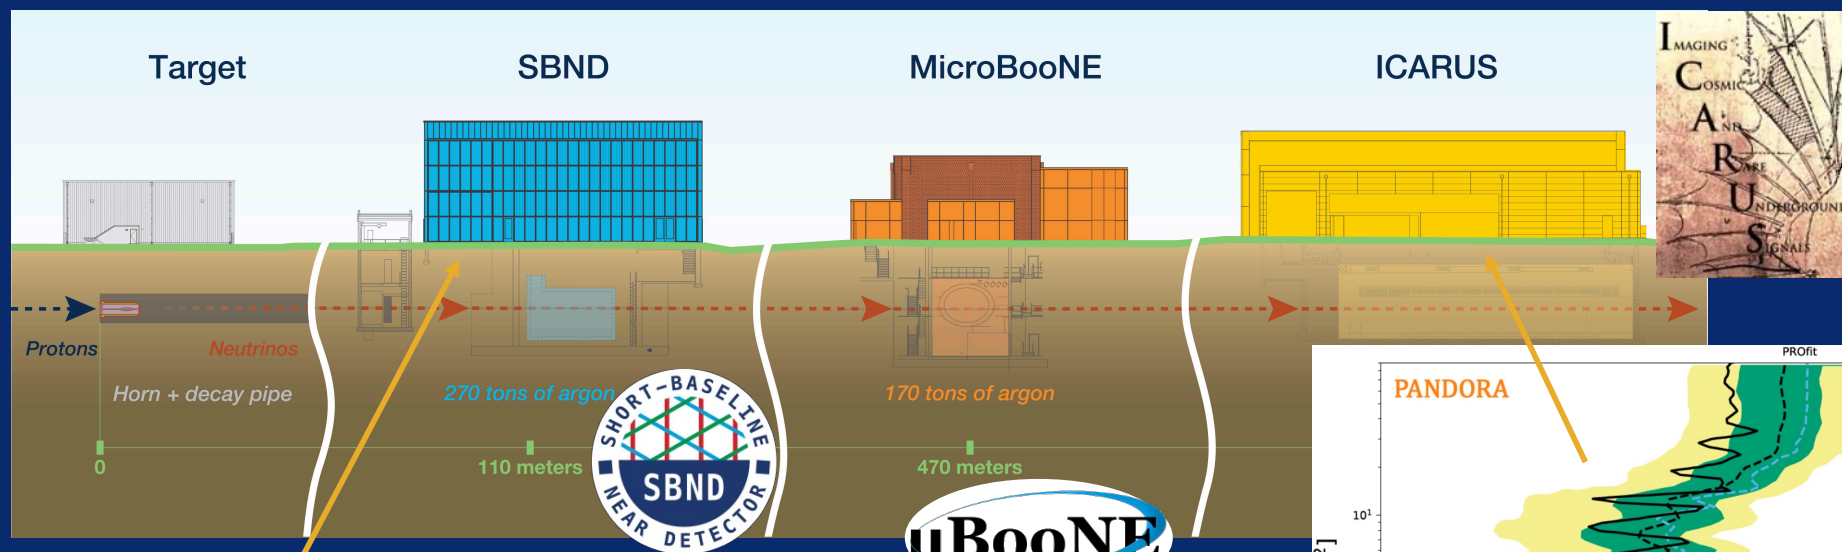 Target
SBND
MicroBooNE
ICARUS
IMAGING
COSMIC
AND
RARE
UNDERGROUND
SIGNALS
Protons
Neutrinos
Horn + decay pipe
270 tons of argon
170 tons of argon
0
110 meters
470 meters
SHORT-BASELINE
SBND
NEAR DETECTOR
µBooNE
PROfit
PANDORA
10¹